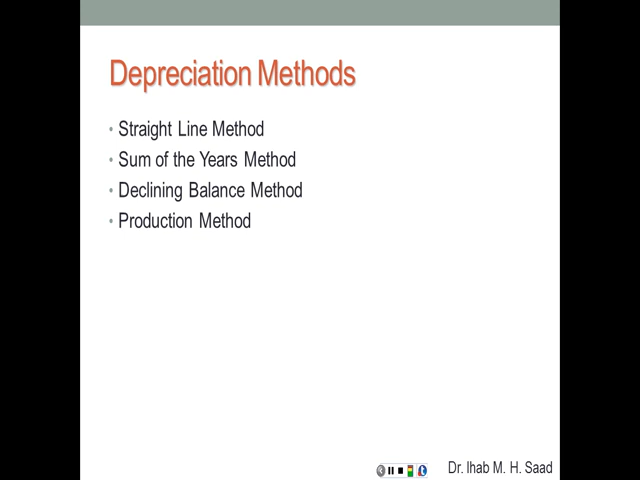 Depreciation Methods
• Straight Line Method
• Sum of the Years Method
• Declining Balance Method
• Production Method
Dr. Ihab M. H. Saad